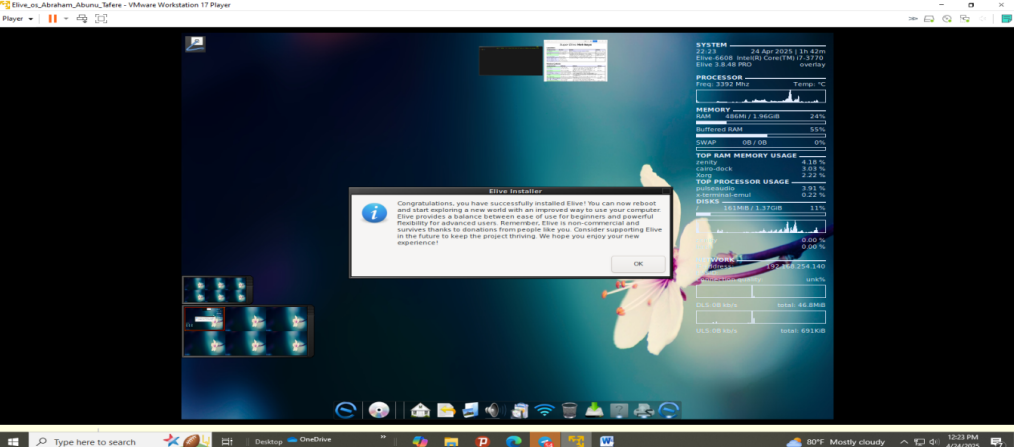 Elive_os_Abraham_Abunu_Tafere - VMware Workstation 17 Player
Player
SYSTEM
22:23 24 Apr 2025 | 1h 42m
Elive-6608 Intel(R) Core(TM) i7-3770
Elive 3.8.48 PRO overlay
PROCESSOR
Freq: 3392 Mhz Temp: °C
MEMORY
RAM 486Mi / 1.96GiB 24%
Buffered RAM 55%
SWAP 0B / 0B 0%
TOP RAM MEMORY USAGE
zenity 4.18 %
cairo-dock 3.03 %
Xorg 2.22 %
TOP PROCESSOR USAGE
pulseaudio 3.91 %
x-terminal-emul 0.22 %
DISKS
/ 161MiB / 1.37GiB 11%
0.00 %
0.00 %
192.168.254.140
unk%
DLS:0B kb/s total: 46.8MiB
ULS:0B kb/s total: 691KiB
Elive Installer
Congratulations, you have successfully installed Elive! You can now reboot
and start exploring a new world with an improved way to use your computer.
Elive provides a balance between ease of use for beginners and powerful
flexibility for advanced users. Remember, Elive is non-commercial and
survives thanks to donations from people like you. Consider supporting Elive
in the future to keep the project thriving. We hope you enjoy your new
experience!
OK
Type here to search
Desktop
OneDrive
80°F Mostly cloudy
12:23 PM
4/24/2025